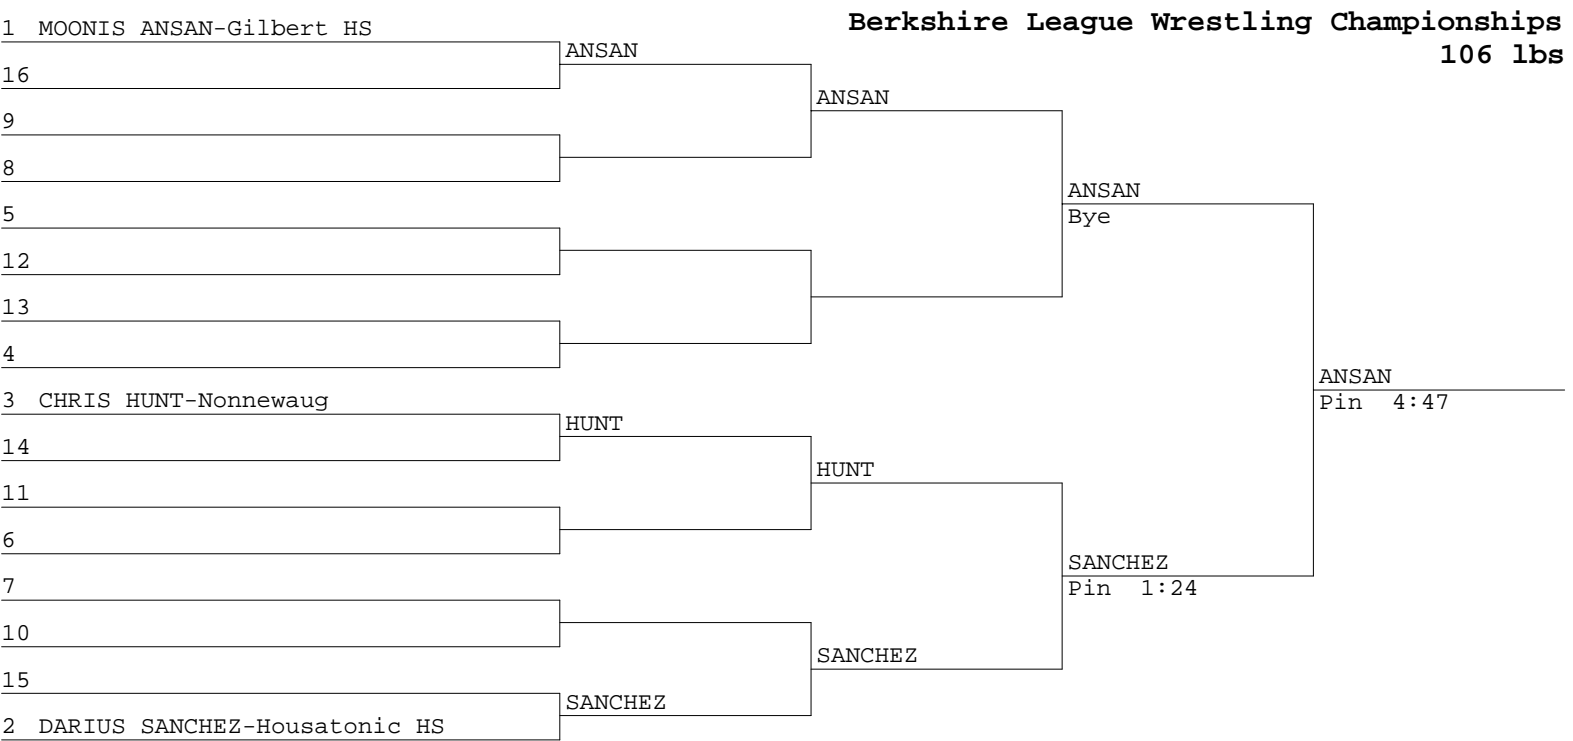 Berkshire League Wrestling Championships
106 lbs
1 MOONIS ANSAN-Gilbert HS
16
9
8
5
12
13
4
3 CHRIS HUNT-Nonnewaug
14
11
6
7
10
15
2 DARIUS SANCHEZ-Housatonic HS
ANSAN
HUNT
SANCHEZ
ANSAN
HUNT
SANCHEZ
ANSAN
Bye
SANCHEZ
Pin 1:24
ANSAN
Pin 4:47